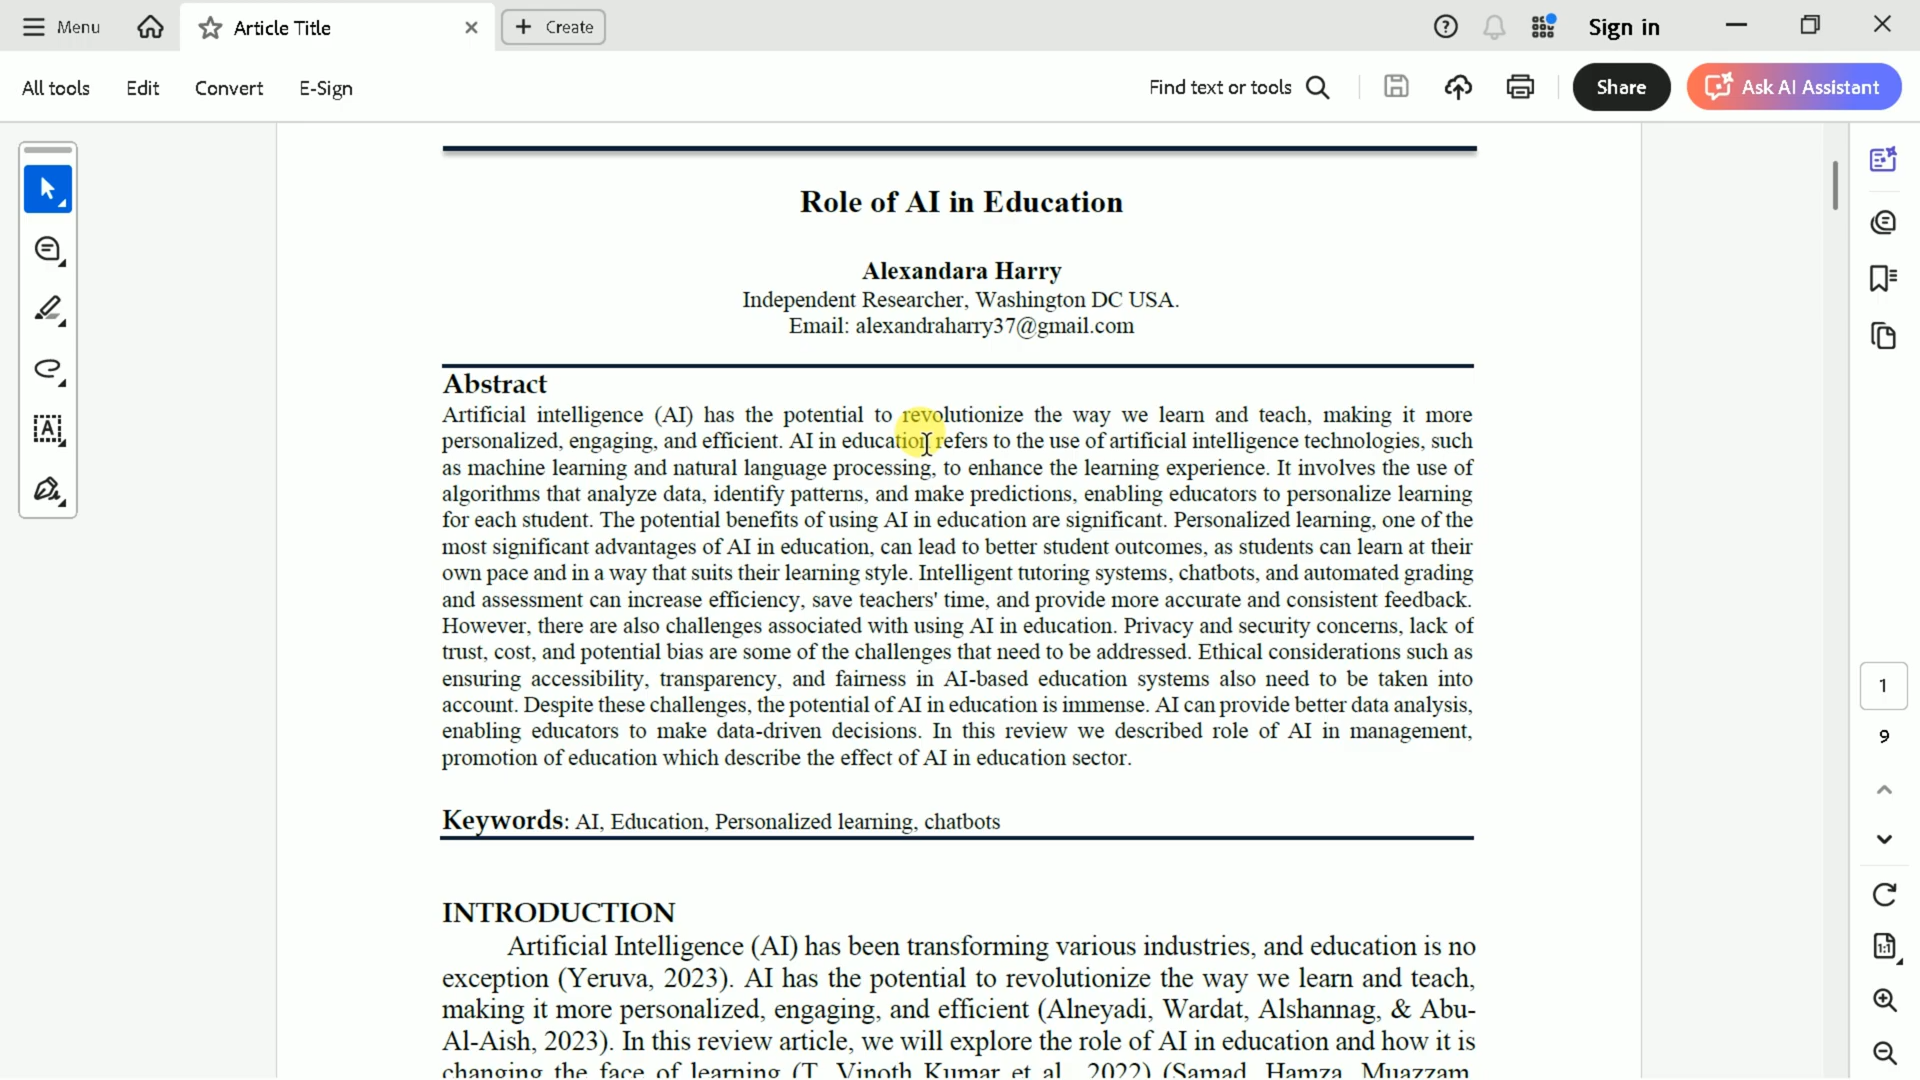 Menu
Article Title
Create
Sign in
All tools
Edit
Convert
E-Sign
Find text or tools
Share
Ask AI Assistant
Role of AI in Education
Alexandara Harry
Independent Researcher, Washington DC USA.
Email: alexandraharry37@gmail.com
Abstract
Artificial intelligence (AI) has the potential to revolutionize the way we learn and teach, making it more
personalized, engaging, and efficient. AI in education refers to the use of artificial intelligence technologies, such
as machine learning and natural language processing, to enhance the learning experience. It involves the use of
algorithms that analyze data, identify patterns, and make predictions, enabling educators to personalize learning
for each student. The potential benefits of using AI in education are significant. Personalized learning, one of the
most significant advantages of AI in education, can lead to better student outcomes, as students can learn at their
own pace and in a way that suits their learning style. Intelligent tutoring systems, chatbots, and automated grading
and assessment can increase efficiency, save teachers' time, and provide more accurate and consistent feedback.
However, there are also challenges associated with using AI in education. Privacy and security concerns, lack of
trust, cost, and potential bias are some of the challenges that need to be addressed. Ethical considerations such as
ensuring accessibility, transparency, and fairness in AI-based education systems also need to be taken into
account. Despite these challenges, the potential of AI in education is immense. AI can provide better data analysis,
enabling educators to make data-driven decisions. In this review we described role of AI in management,
promotion of education which describe the effect of AI in education sector.
Keywords: AI, Education, Personalized learning, chatbots
INTRODUCTION
Artificial Intelligence (AI) has been transforming various industries, and education is no
exception (Yeruva, 2023). AI has the potential to revolutionize the way we learn and teach,
making it more personalized, engaging, and efficient (Alneyadi, Wardat, Alshannag, & Abu-
Al-Aish, 2023). In this review article, we will explore the role of AI in education and how it is
changing the face of learning (T. Vinoth Kumar et al., 2022) (Samad, Hamza, Muazzam,
1
9
1:1